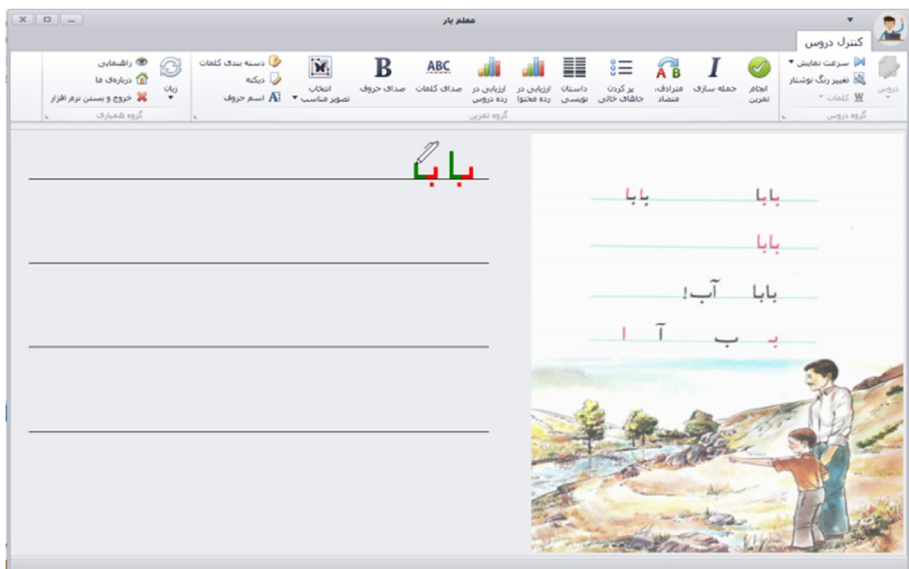 معلم یار
کنترل دروس
دروس
سرعت نمایش
تغییر رنگ نوشتار
W کلمات
گروه دروس
انجام تمرین
I جمله سازی
A B مترادف، متضاد
پر کردن جاهای خالی
داستان نویسی
ارزیابی در رده محتوا
ارزیابی در رده دروس
ABC صدای کلمات
B صدای حروف
انتخاب تصویر مناسب
دسته بندی کلمات
دیکته
A اسم حروف
گروه تمرین
زبان
راهنمایی
درباره‌ی ما
خروج و بستن نرم افزار
گروه همیاری
بابا
بابا بابا
بابا
بابا آب!
بـ ب آ ا